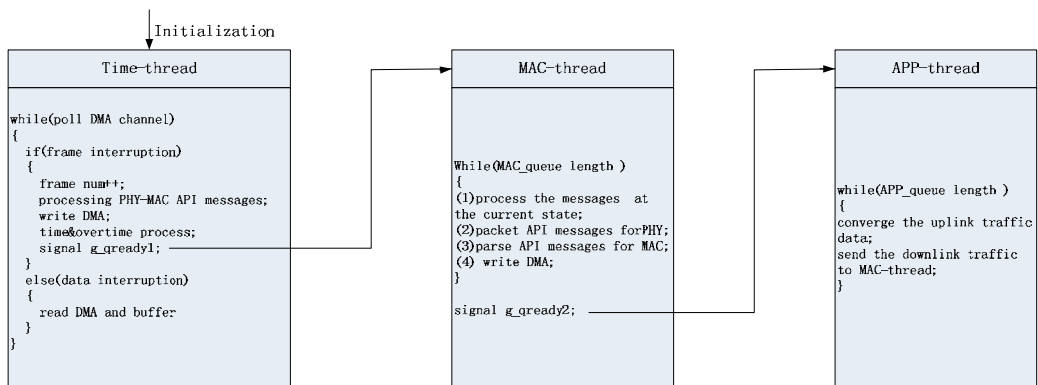 Initialization
Time-thread
while(poll DMA channel)
{
if(frame interruption)
{
frame num++;
processing PHY-MAC API messages;
write DMA;
time&overtime process;
signal g_qready1;
}
else(data interruption)
{
read DMA and buffer
}
}
MAC-thread
While(MAC_queue length )
{
(1)process the messages at
the current state;
(2)packet API messages forPHY;
(3)parse API messages for MAC;
(4) write DMA;
}
signal g_qready2;
APP-thread
while(APP_queue length )
{
converge the uplink traffic
data;
send the downlink traffic
to MAC-thread;
}